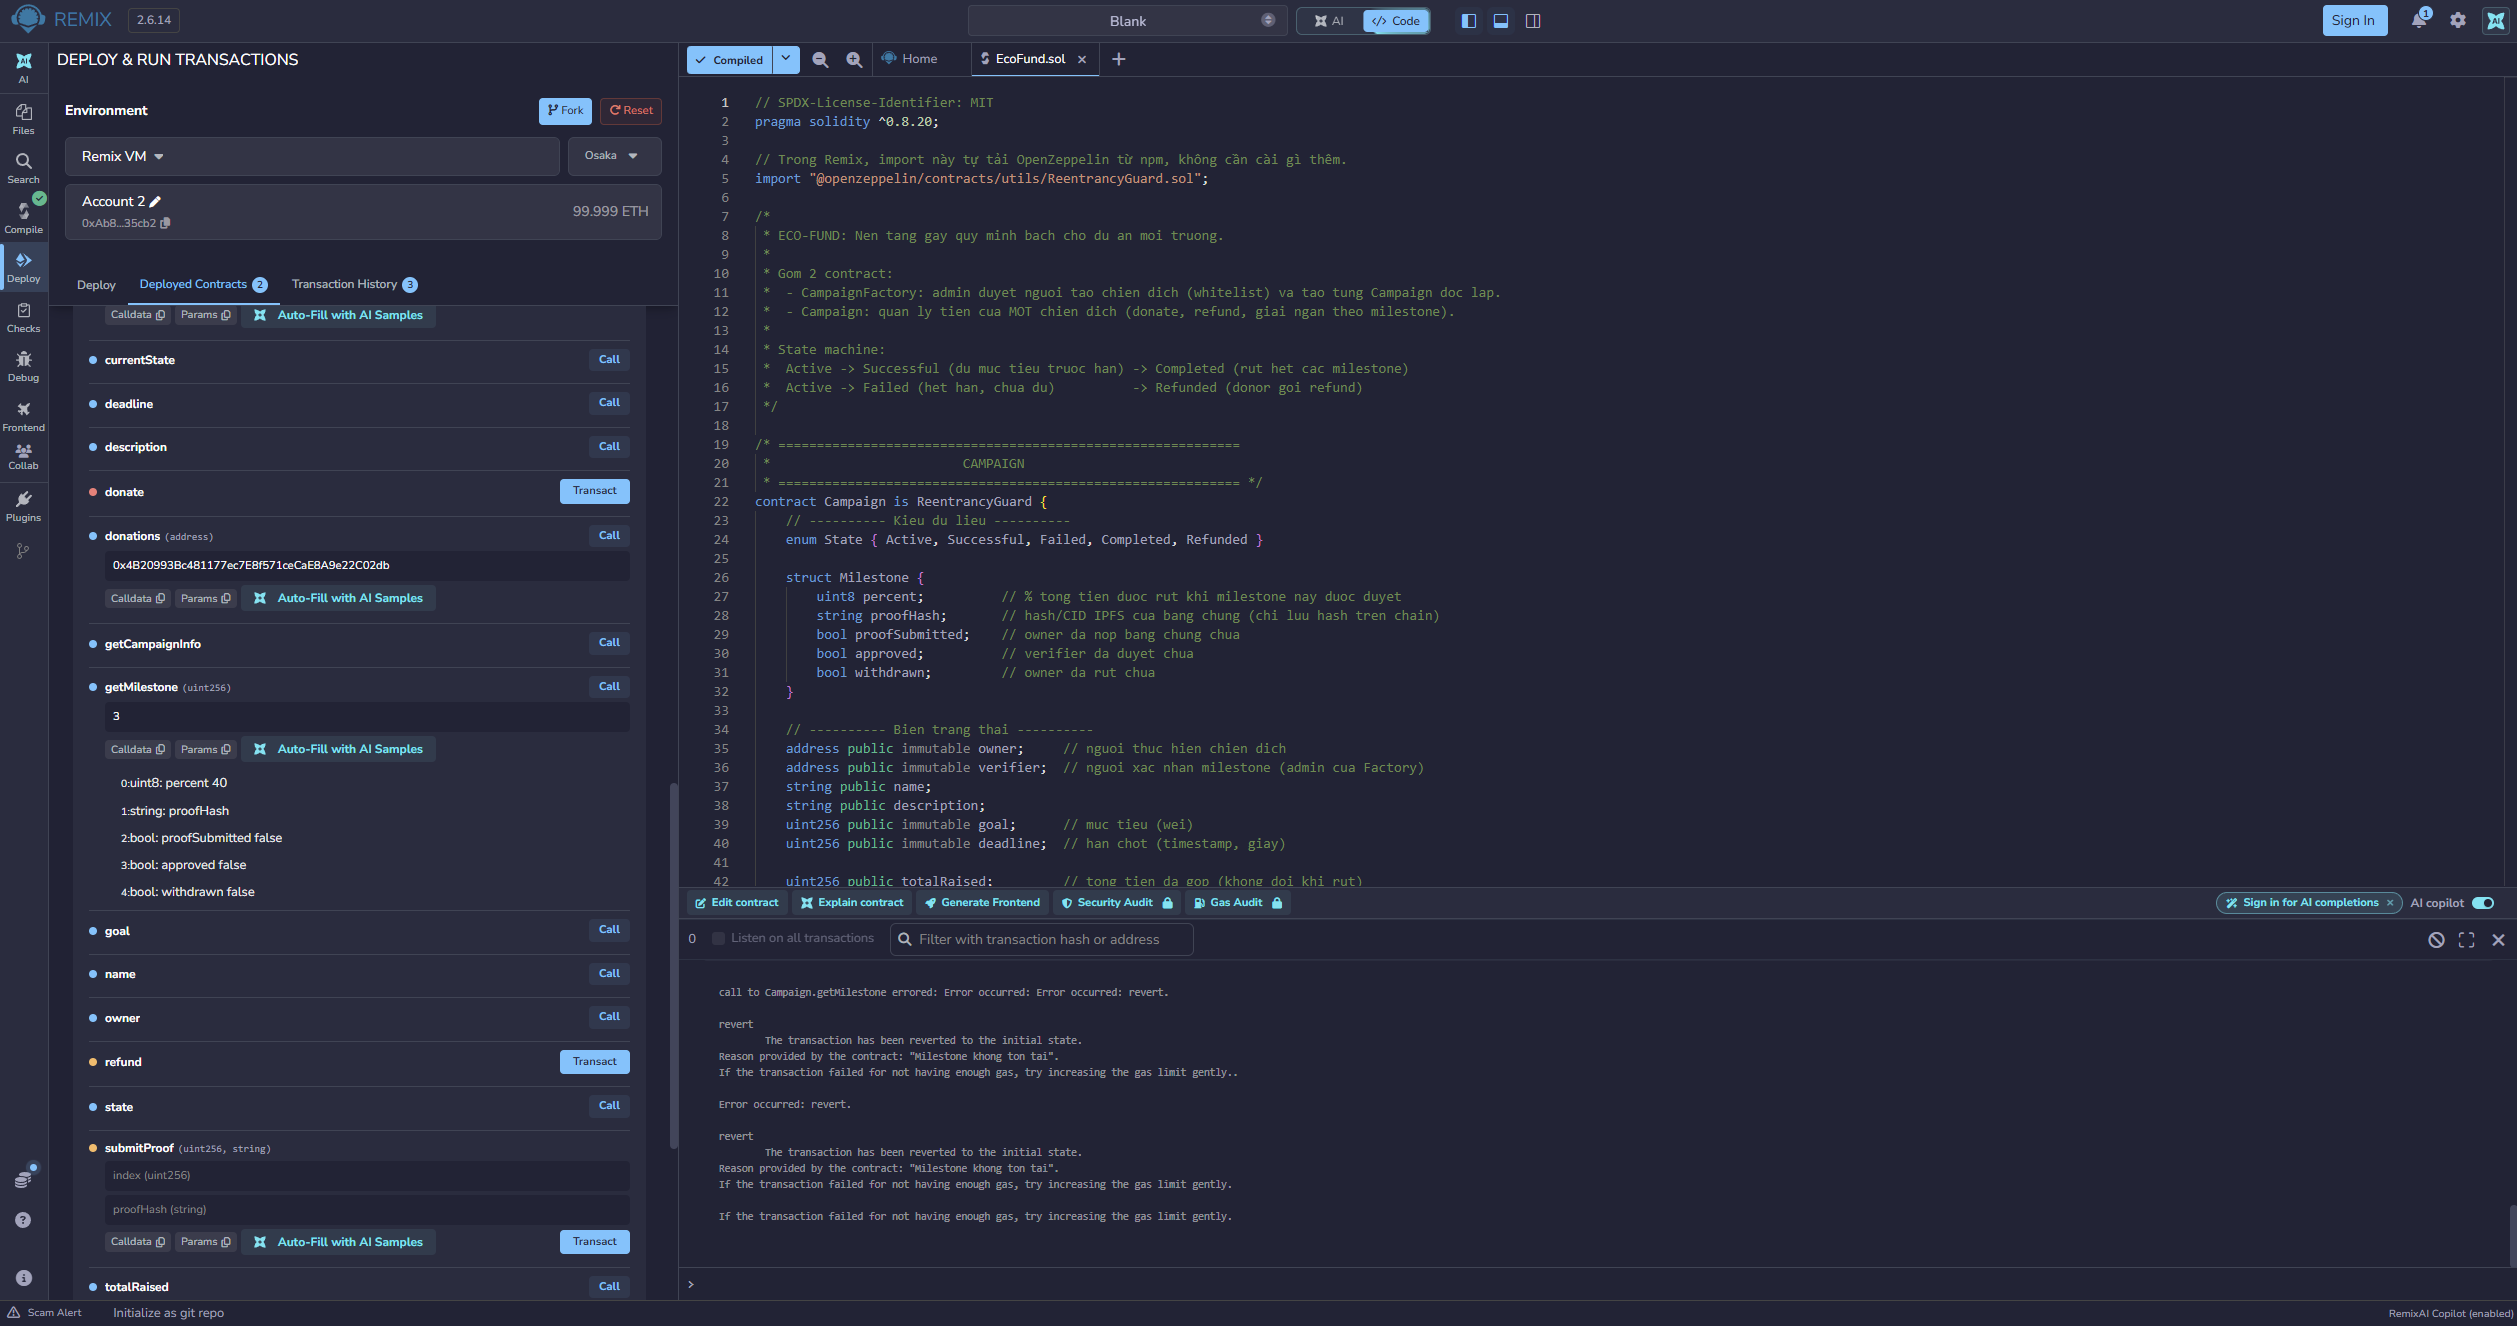 REMIX 2.6.14
Blank
AI
Code
Sign In
1
AI
AI
Files
Search
Compile
Deploy
Checks
Debug
Frontend
Collab
Plugins
DEPLOY & RUN TRANSACTIONS
Environment
Fork
Reset
Remix VM
Osaka
Account 2
0xAb8...35cb2
99.999 ETH
Deploy
Deployed Contracts 2
Transaction History 3
Calldata Params Auto-Fill with AI Samples
currentState Call
deadline Call
description Call
donate Transact
donations (address) Call
0x4B20993Bc481177ec7E8f571ceCaE8A9e22C02db
Calldata Params Auto-Fill with AI Samples
getCampaignInfo Call
getMilestone (uint256) Call
3
Calldata Params Auto-Fill with AI Samples
0:uint8: percent 40
1:string: proofHash
2:bool: proofSubmitted false
3:bool: approved false
4:bool: withdrawn false
goal Call
name Call
owner Call
refund Transact
state Call
submitProof (uint256, string)
index (uint256)
proofHash (string)
Calldata Params Auto-Fill with AI Samples Transact
totalRaised Call
Compiled
Home
EcoFund.sol
1 // SPDX-License-Identifier: MIT
2 pragma solidity ^0.8.20;
3
4 // Trong Remix, import này tự tải OpenZeppelin từ npm, không cần cài gì thêm.
5 import "@openzeppelin/contracts/utils/ReentrancyGuard.sol";
6
7 /*
8 * ECO-FUND: Nen tang gay quy minh bach cho du an moi truong.
9 *
10 * Gom 2 contract:
11 * - CampaignFactory: admin duyet nguoi tao chien dich (whitelist) va tao tung Campaign doc lap.
12 * - Campaign: quan ly tien cua MOT chien dich (donate, refund, giai ngan theo milestone).
13 *
14 * State machine:
15 * Active -> Successful (du muc tieu truoc han) -> Completed (rut het cac milestone)
16 * Active -> Failed (het han, chua du) -> Refunded (donor goi refund)
17 */
18
19 /* ============================================================
20 * CAMPAIGN
21 * ============================================================ */
22 contract Campaign is ReentrancyGuard {
23 // ---------- Kieu du lieu ----------
24 enum State { Active, Successful, Failed, Completed, Refunded }
25
26 struct Milestone {
27 uint8 percent; // % tong tien duoc rut khi milestone nay duoc duyet
28 string proofHash; // hash/CID IPFS cua bang chung (chi luu hash tren chain)
29 bool proofSubmitted; // owner da nop bang chung chua
30 bool approved; // verifier da duyet chua
31 bool withdrawn; // owner da rut chua
32 }
33
34 // ---------- Bien trang thai ----------
35 address public immutable owner; // nguoi thuc hien chien dich
36 address public immutable verifier; // nguoi xac nhan milestone (admin cua Factory)
37 string public name;
38 string public description;
39 uint256 public immutable goal; // muc tieu (wei)
40 uint256 public immutable deadline; // han chot (timestamp, giay)
41
42 uint256 public totalRaised; // tong tien da gop (khong doi khi rut)
Edit contract
Explain contract
Generate Frontend
Security Audit
Gas Audit
Sign in for AI completions ×
AI copilot
0 Listen on all transactions
Filter with transaction hash or address
call to Campaign.getMilestone errored: Error occurred: Error occurred: revert.
revert
The transaction has been reverted to the initial state.
Reason provided by the contract: "Milestone khong ton tai".
If the transaction failed for not having enough gas, try increasing the gas limit gently..
Error occurred: revert.
revert
The transaction has been reverted to the initial state.
Reason provided by the contract: "Milestone khong ton tai".
If the transaction failed for not having enough gas, try increasing the gas limit gently.
If the transaction failed for not having enough gas, try increasing the gas limit gently.
>
Scam Alert
Initialize as git repo
RemixAI Copilot (enabled)